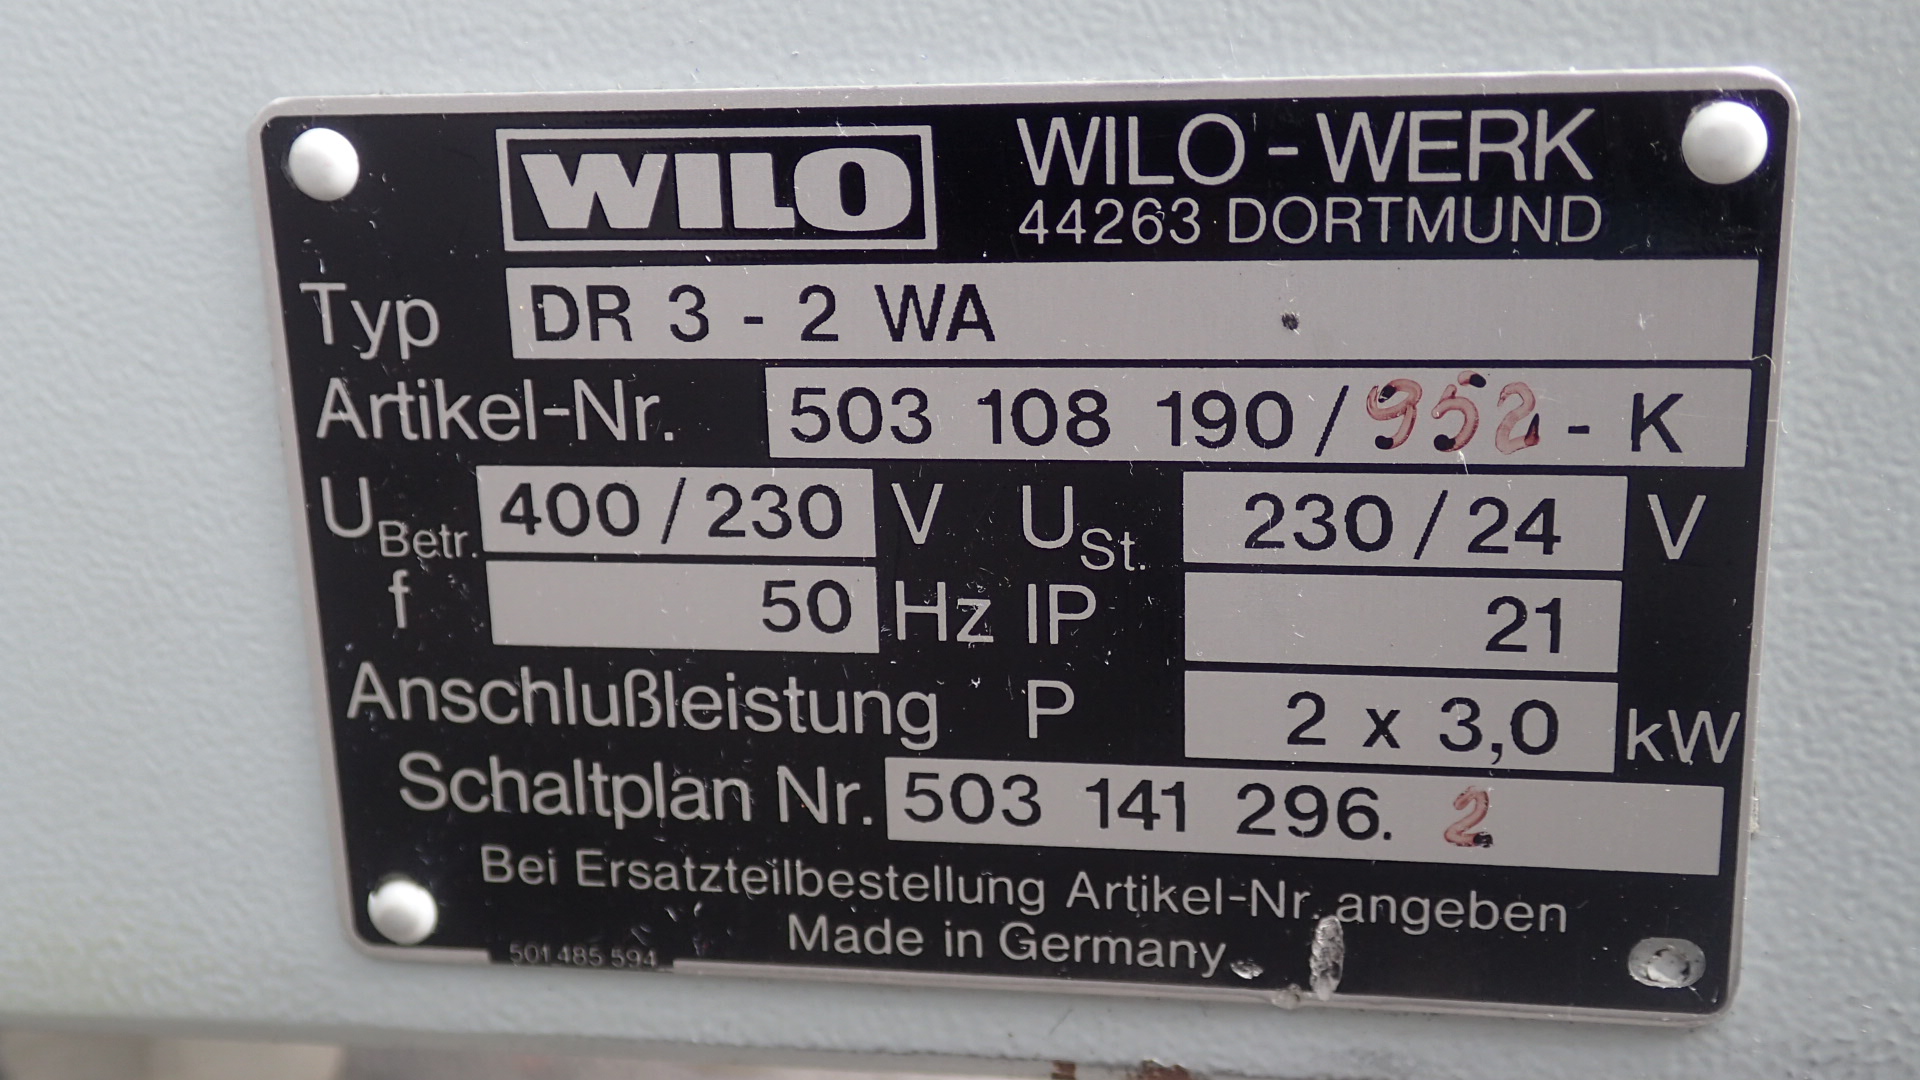 WILO WILO-WERK
44263 DORTMUND
Typ DR 3 - 2 WA
Artikel-Nr. 503 108 190/952 - K
U Betr. 400/230 V U St. 230/24 V
f 50 Hz IP 21
Anschlußleistung P 2 x 3,0 kW
Schaltplan Nr. 503 141 296. 2
Bei Ersatzteilbestellung Artikel-Nr. angeben
Made in Germany
501 485 594